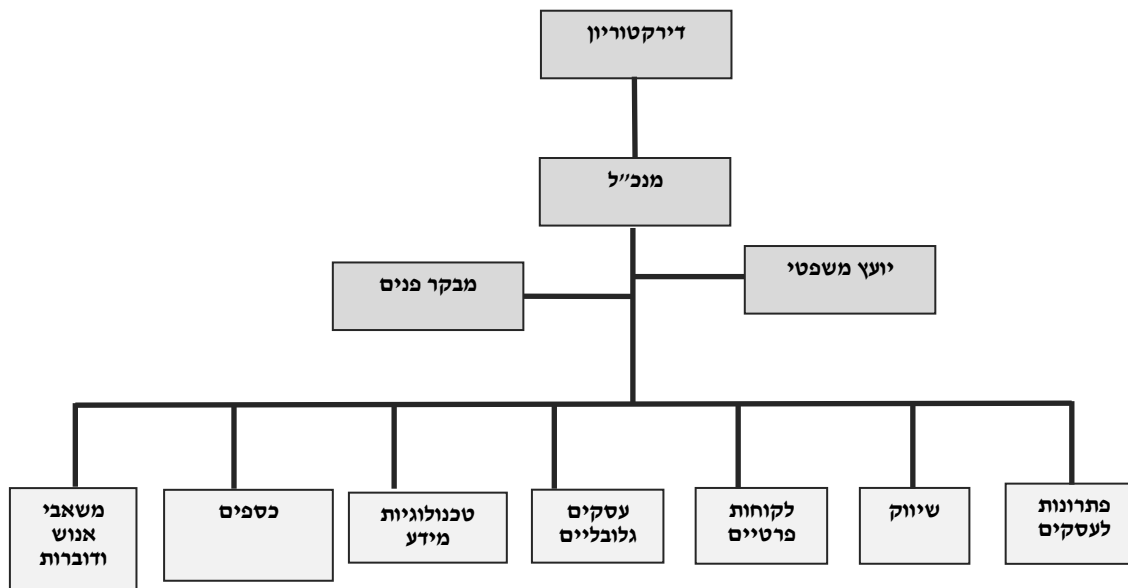 דירקטוריון
מנכ״ל
יועץ משפטי
מבקר פנים
פתרונות
לעסקים
שיווק
לקוחות
פרטיים
עסקים
גלובליים
טכנולוגיות
מידע
כספים
משאבי
אנוש
ודוברות